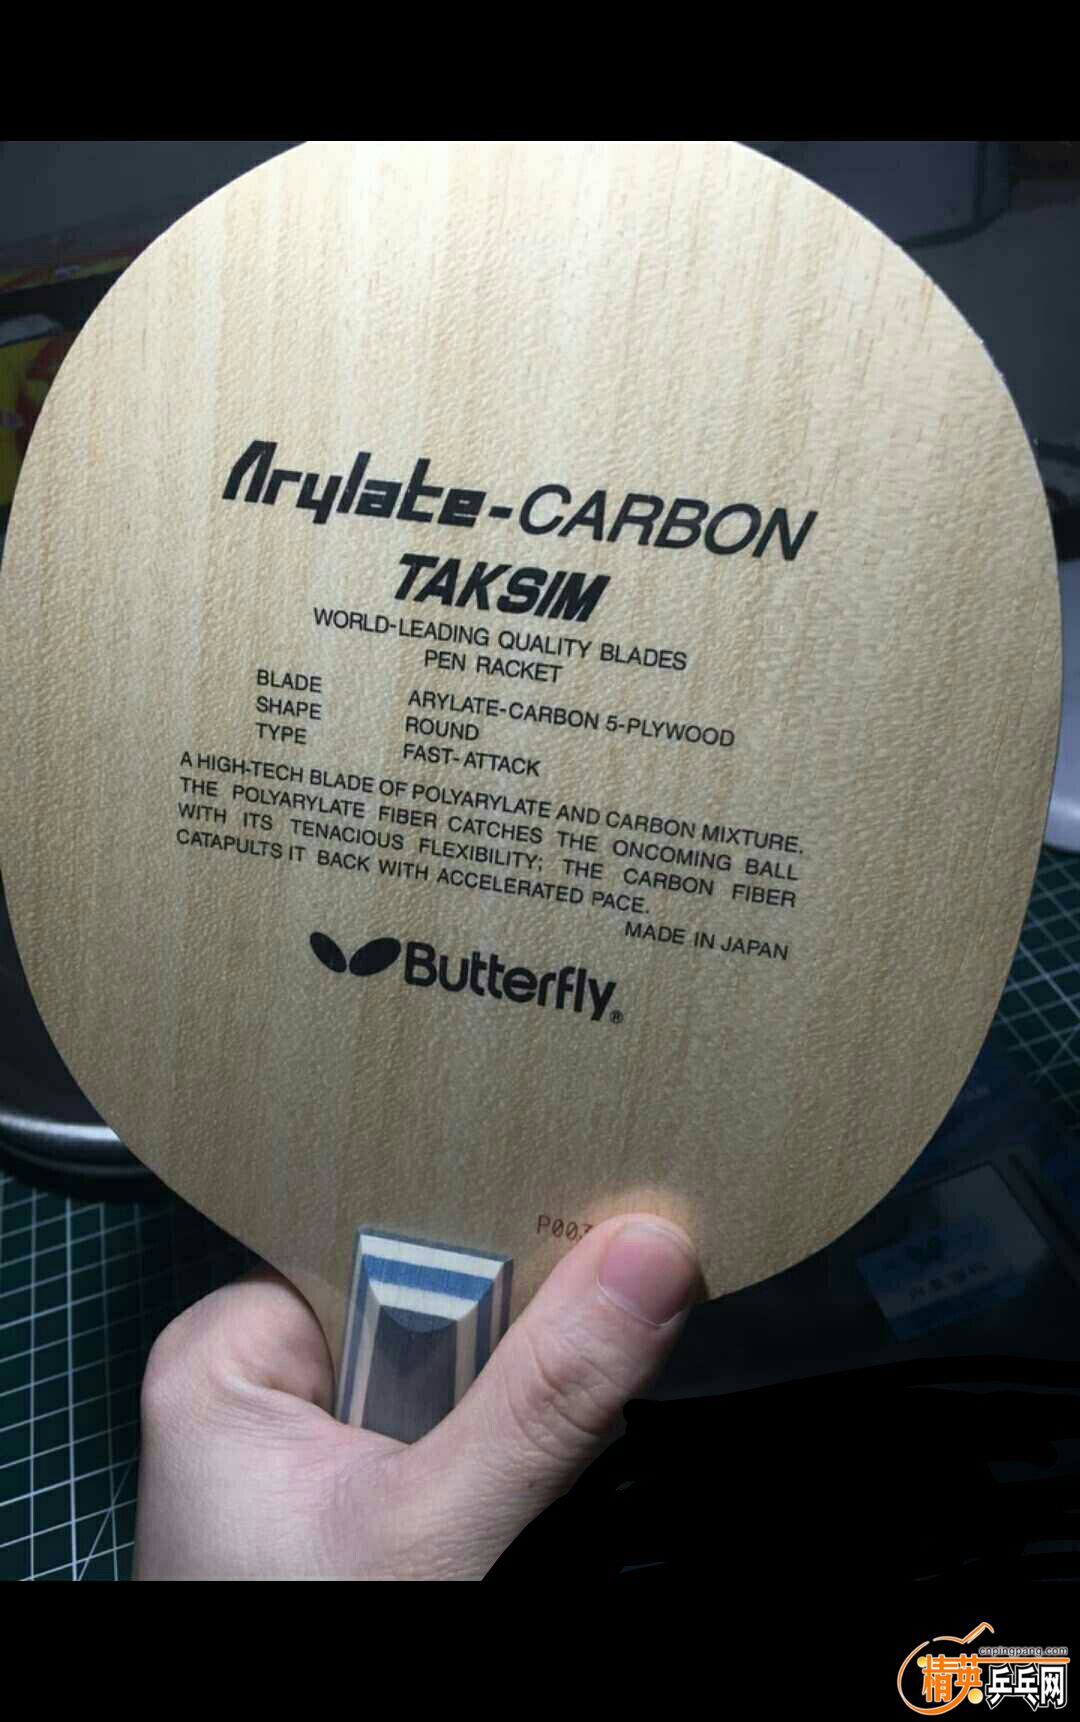 Arylate-CARBON
TAKSIM
WORLD-LEADING QUALITY BLADES
PEN RACKET
BLADE ARYLATE-CARBON 5-PLYWOOD
SHAPE ROUND
TYPE FAST-ATTACK
A HIGH-TECH BLADE OF POLYARYLATE AND CARBON MIXTURE.
THE POLYARYLATE FIBER CATCHES THE ONCOMING BALL
WITH ITS TENACIOUS FLEXIBILITY; THE CARBON FIBER
CATAPULTS IT BACK WITH ACCELERATED PACE.
MADE IN JAPAN
Butterfly®
cnpingpang.com
精英乒乓网